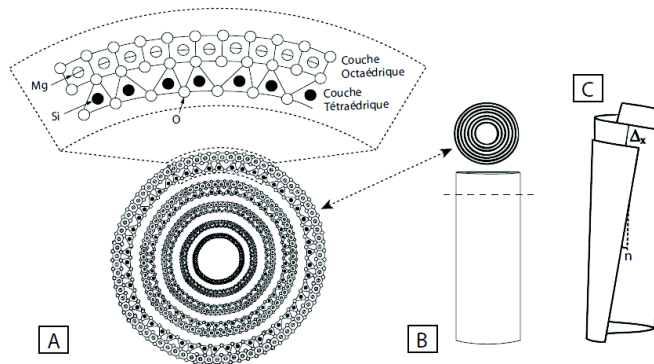 Mg
Si
O
Couche
Octaédrique
Couche
Tétraédrique
A
B
C
Δx
n